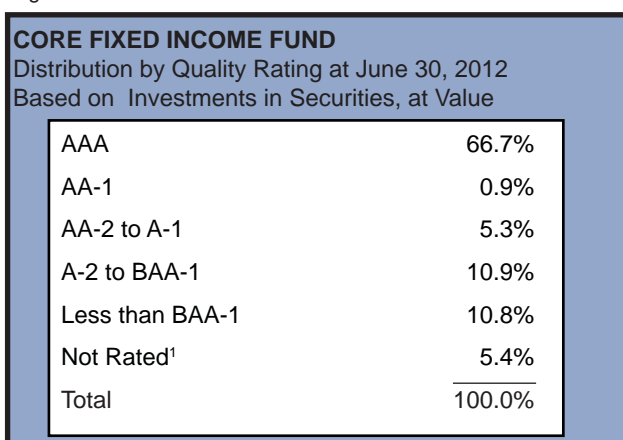 CORE FIXED INCOME FUND
Distribution by Quality Rating at June 30, 2012
Based on Investments in Securities, at Value
AAA 66.7%
AA-1 0.9%
AA-2 to A-1 5.3%
A-2 to BAA-1 10.9%
Less than BAA-1 10.8%
Not Rated¹ 5.4%
Total 100.0%